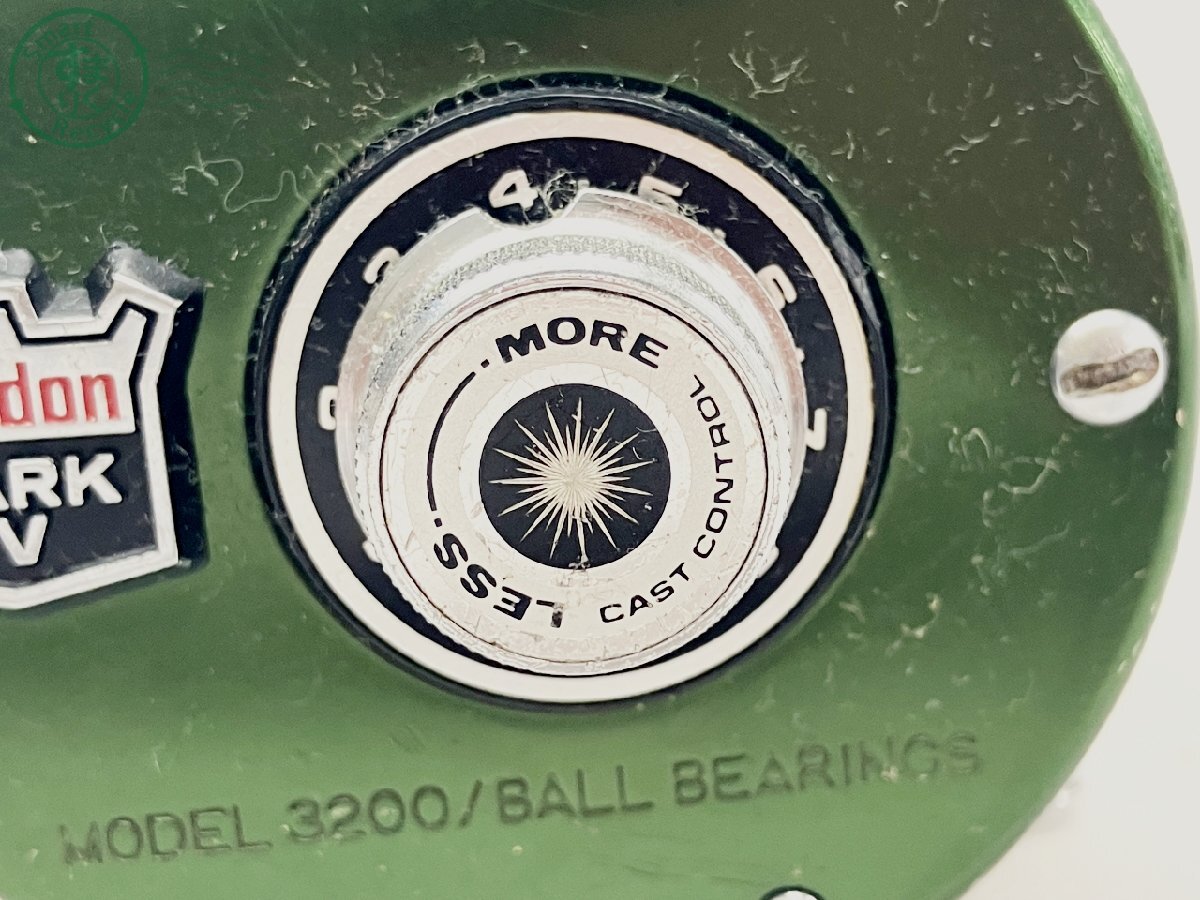 4 5
3 6
7
MORE
LESS
CAST CONTROL
don
ARK
V
MODEL 3200/BALL BEARINGS